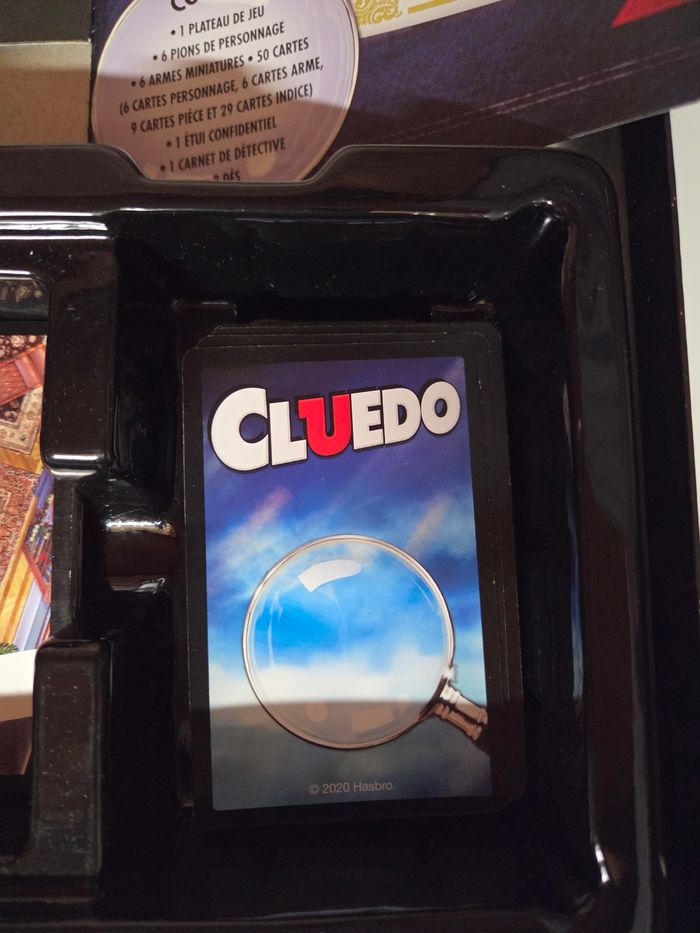 • 1 PLATEAU DE JEU
• 6 PIONS DE PERSONNAGE
• 6 ARMES MINIATURES • 50 CARTES
(6 CARTES PERSONNAGE, 6 CARTES ARME,
9 CARTES PIÈCE ET 29 CARTES INDICE)
• 1 ÉTUI CONFIDENTIEL
• 1 CARNET DE DÉTECTIVE
DÉS
CLUEDO
© 2020 Hasbro.